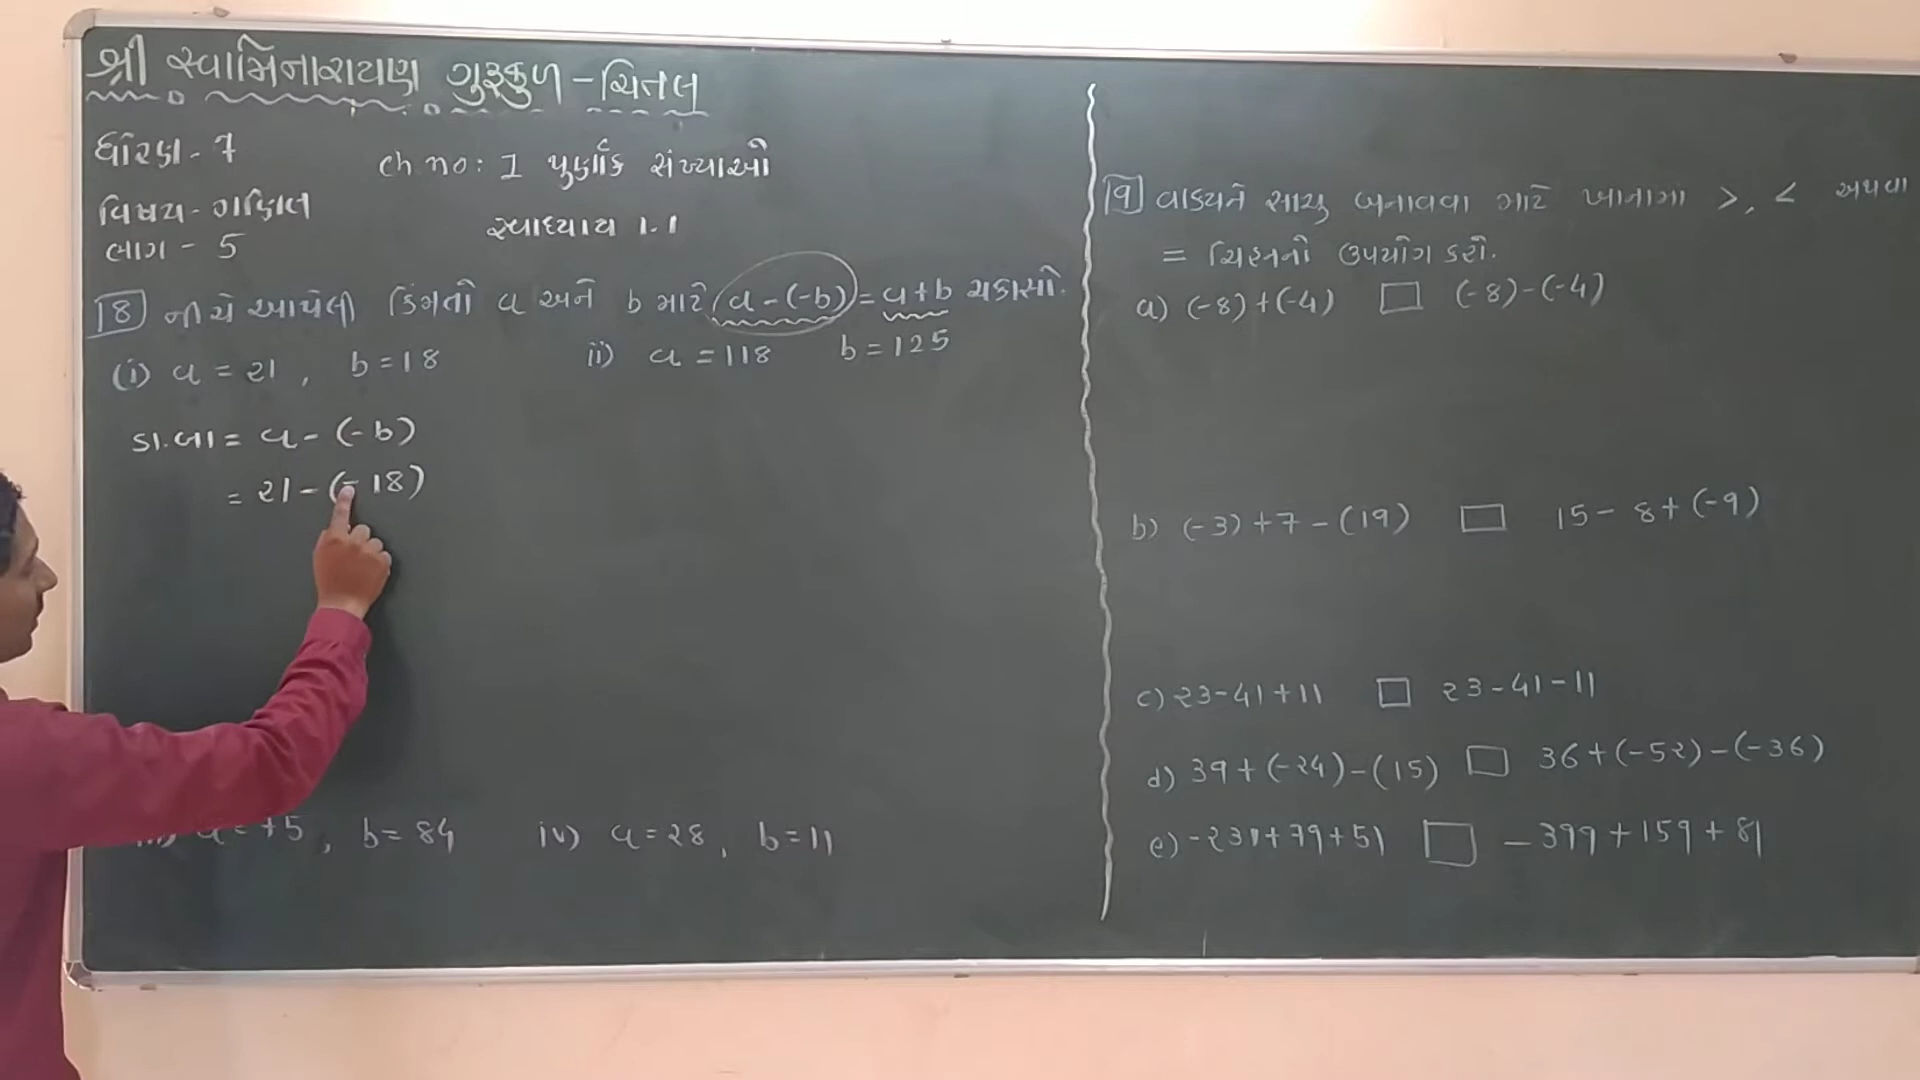 શ્રી સ્વામિનારાયણ ગુરૂકુળ - ચિતલ
ધોરણ - 7
ch no: 1 પુર્ણાંક સંખ્યાઓ
વિષય - ગણિત
સ્વાધ્યાય 1.1
ભાગ - 5
8 નીચે આપેલી કિંમતો a અને b માટે a - (-b) = a + b ચકાસો.
(i) a = 21 , b = 18 ii) a = 118 b = 125
ડા.બા = a - (-b)
= 21 - (-18)
b = 84 iv) a = 28 , b = 11
9 વાક્યને સાચુ બનાવવા માટે ખાનામા >, < અથવા
= ચિહ્નનો ઉપયોગ કરો.
a) (-8) + (-4) □ (-8) - (-4)
b) (-3) + 7 - (19) □ 15 - 8 + (-9)
c) 23 - 41 + 11 □ 23 - 41 - 11
d) 39 + (-24) - (15) □ 36 + (-52) - (-36)
e) -231 + 79 + 51 □ - 399 + 159 + 81